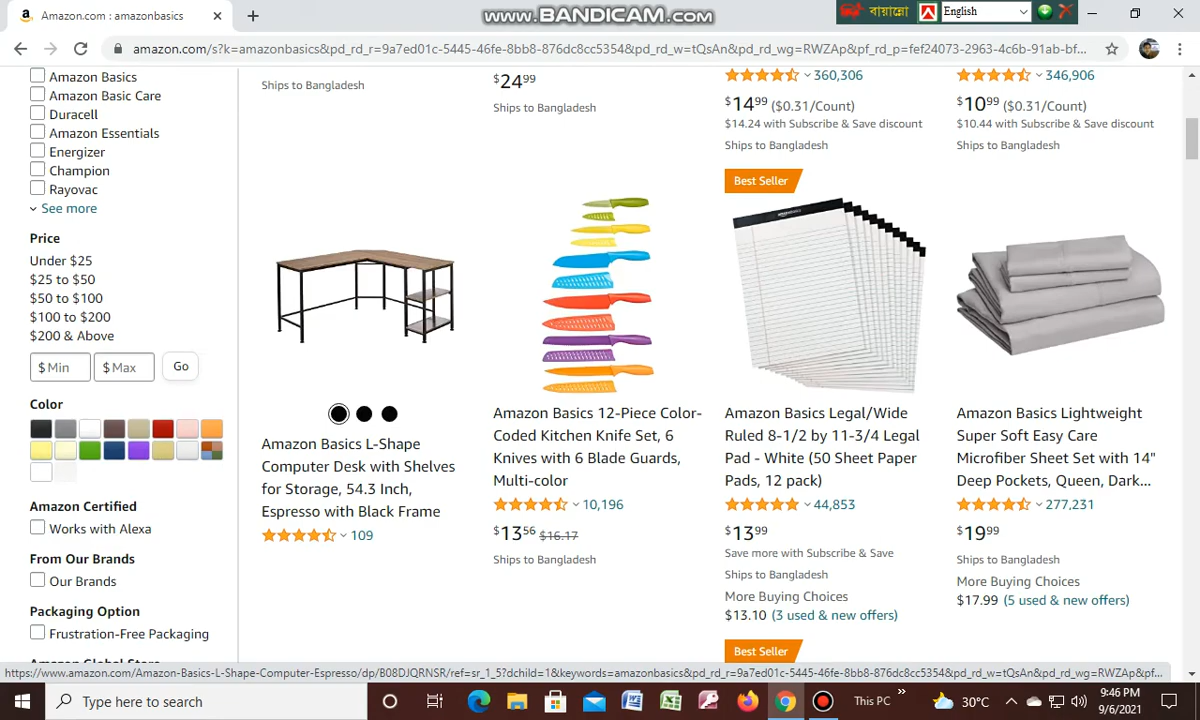 Amazon.com : amazonbasics
WWW.BANDICAM.COM
বায়ান্নো
English
amazon.com/s?k=amazonbasics&pd_rd_r=9a7ed01c-5445-46fe-8bb8-876dc8cc5354&pd_rd_w=tQsAn&pd_rd_wg=RWZAp&pf_rd_p=fef24073-2963-4c6b-91ab-bf...
Amazon Basics
Amazon Basic Care
Duracell
Amazon Essentials
Energizer
Champion
Rayovac
See more
Price
Under $25
$25 to $50
$50 to $100
$100 to $200
$200 & Above
$ Min
$ Max
Go
Color
Amazon Certified
Works with Alexa
From Our Brands
Our Brands
Packaging Option
Frustration-Free Packaging
Amazon Global Store
Ships to Bangladesh
$24.99
Ships to Bangladesh
360,306
$14.99 ($0.31/Count)
$14.24 with Subscribe & Save discount
Ships to Bangladesh
346,906
$10.99 ($0.31/Count)
$10.44 with Subscribe & Save discount
Ships to Bangladesh
Amazon Basics L-Shape
Computer Desk with Shelves
for Storage, 54.3 Inch,
Espresso with Black Frame
109
Amazon Basics 12-Piece Color-
Coded Kitchen Knife Set, 6
Knives with 6 Blade Guards,
Multi-color
10,196
$13.56 $16.17
Ships to Bangladesh
Best Seller
Amazon Basics Legal/Wide
Ruled 8-1/2 by 11-3/4 Legal
Pad - White (50 Sheet Paper
Pads, 12 pack)
44,853
$13.99
Save more with Subscribe & Save
Ships to Bangladesh
More Buying Choices
$13.10 (3 used & new offers)
Best Seller
Amazon Basics Lightweight
Super Soft Easy Care
Microfiber Sheet Set with 14"
Deep Pockets, Queen, Dark...
277,231
$19.99
Ships to Bangladesh
More Buying Choices
$17.99 (5 used & new offers)
https://www.amazon.com/Amazon-Basics-L-Shape-Computer-Espresso/dp/B08DJQRNSR/ref=sr_1_5?dchild=1&keywords=amazonbasics&pd_rd_r=9a7ed01c-5445-46fe-8bb8-876dc8cc5354&pd_rd_w=tQsAn&pd_rd_wg=RWZAp&pf...
Type here to search
This PC
30°C
9:46 PM
9/6/2021